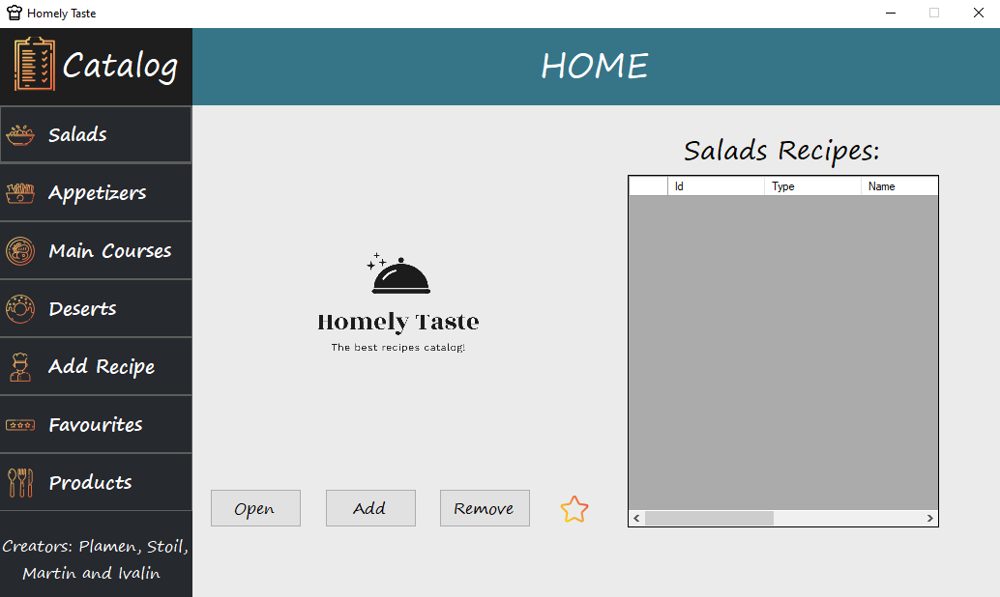 Homely Taste
Catalog
HOME
Salads
Appetizers
Main Courses
Deserts
Add Recipe
Favourites
Products
Creators: Plamen, Stoil,
Martin and Ivalin
Homely Taste
The best recipes catalog!
Open Add Remove
Salads Recipes:
Id Type Name